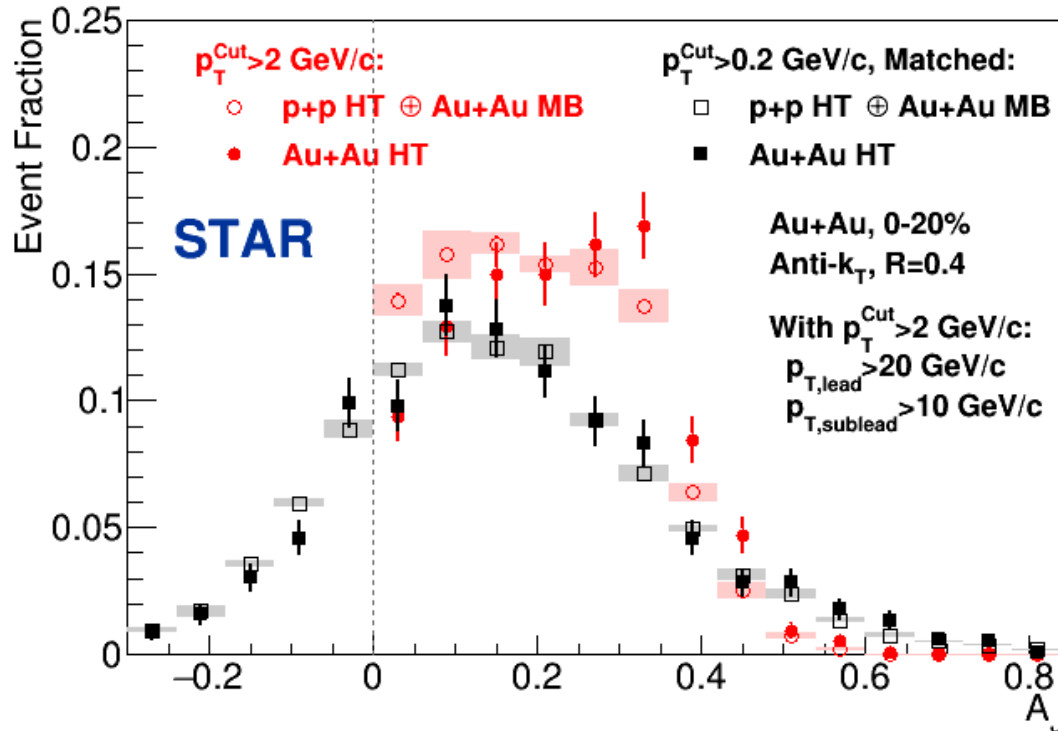 0.25
0.2
0.15
0.1
0.05
0
Event Fraction
p_T^Cut>2 GeV/c:
p+p HT ⊕ Au+Au MB
Au+Au HT
p_T^Cut>0.2 GeV/c, Matched:
p+p HT ⊕ Au+Au MB
Au+Au HT
STAR
Au+Au, 0-20%
Anti-k_T, R=0.4
With p_T^Cut>2 GeV/c:
p_T,lead>20 GeV/c
p_T,sublead>10 GeV/c
−0.2 0 0.2 0.4 0.6 0.8
A